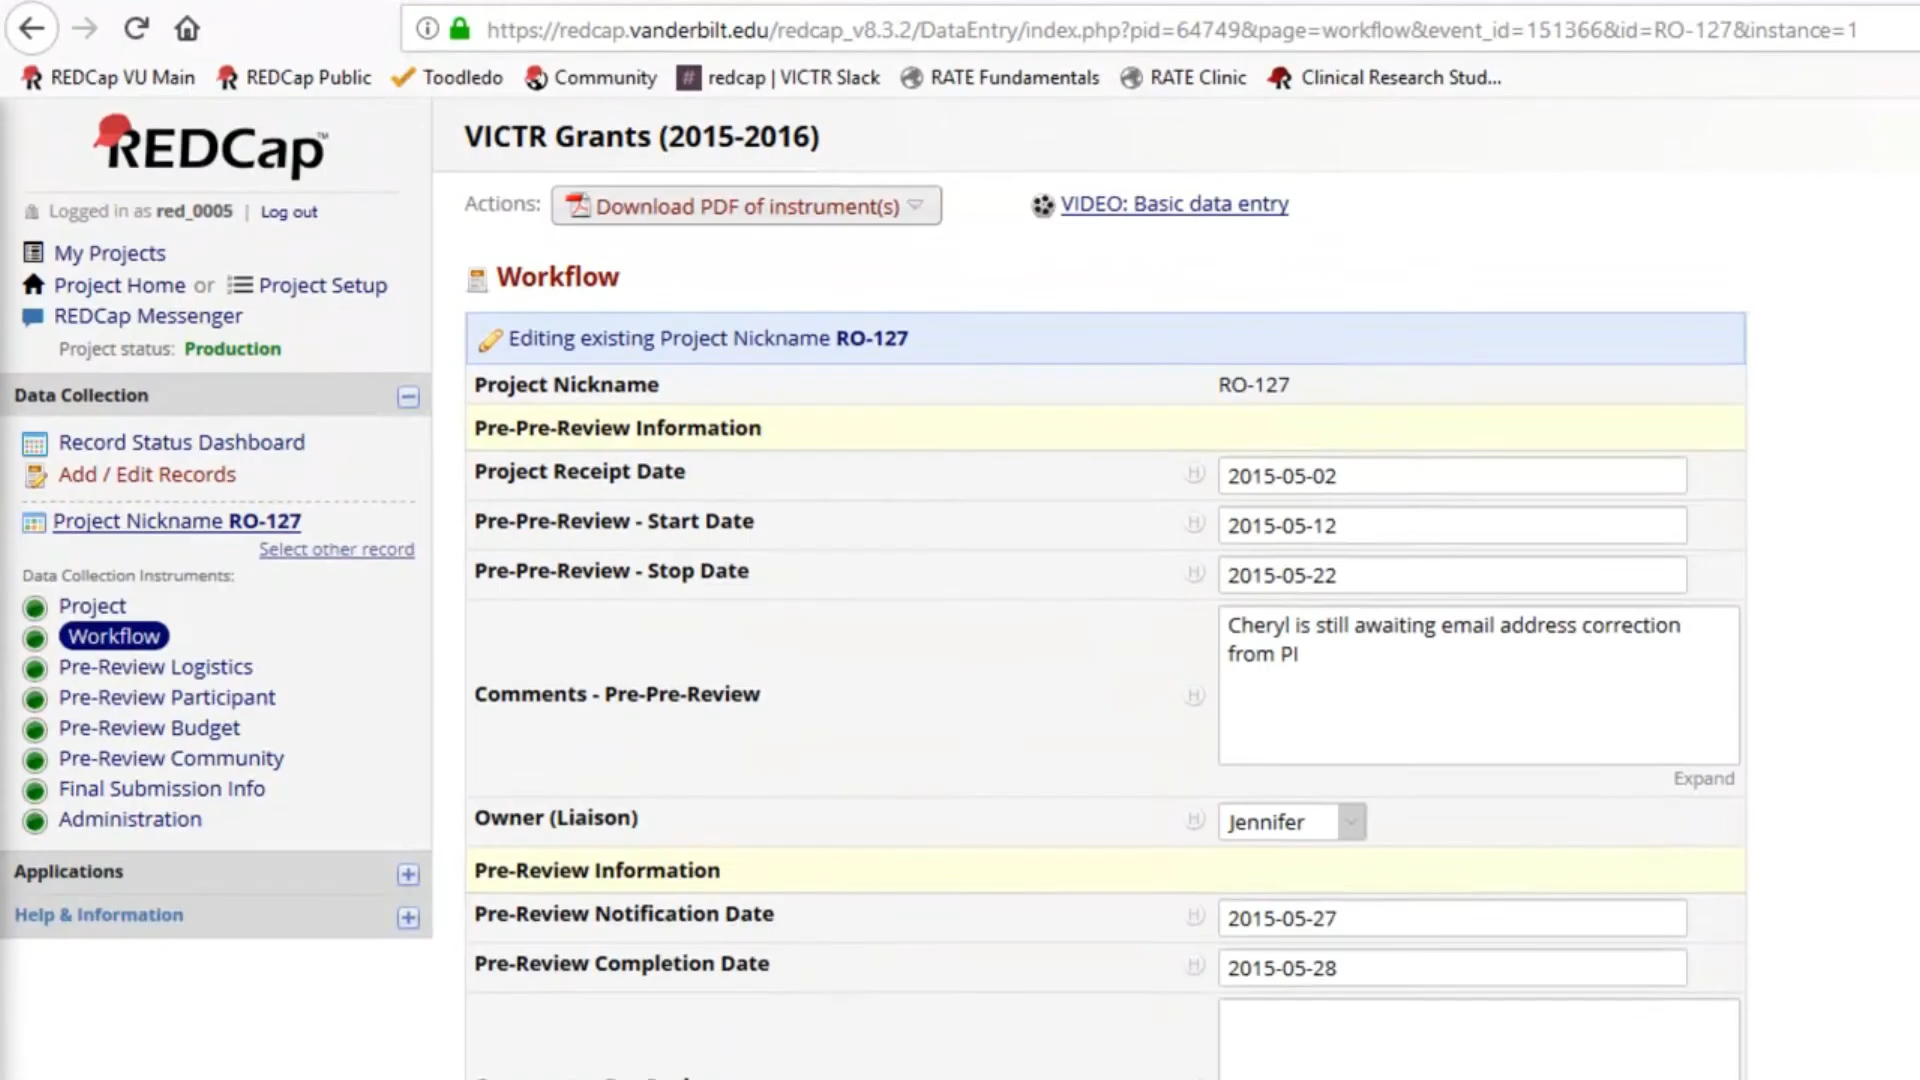 https://redcap.vanderbilt.edu/redcap_v8.3.2/DataEntry/index.php?pid=64749&page=workflow&event_id=151366&id=RO-127&instance=1
REDCap VU Main REDCap Public Toodledo Community # redcap | VICTR Slack RATE Fundamentals RATE Clinic Clinical Research Stud...
REDCap™
Logged in as red_0005 | Log out
My Projects
Project Home or Project Setup
REDCap Messenger
Project status: Production
Data Collection
Record Status Dashboard
Add / Edit Records
Project Nickname RO-127
Select other record
Data Collection Instruments:
Project
Workflow
Pre-Review Logistics
Pre-Review Participant
Pre-Review Budget
Pre-Review Community
Final Submission Info
Administration
Applications
Help & Information
VICTR Grants (2015-2016)
Actions: Download PDF of instrument(s) VIDEO: Basic data entry
Workflow
Editing existing Project Nickname RO-127
Project Nickname RO-127
Pre-Pre-Review Information
Project Receipt Date H 2015-05-02
Pre-Pre-Review - Start Date H 2015-05-12
Pre-Pre-Review - Stop Date H 2015-05-22
Comments - Pre-Pre-Review H Cheryl is still awaiting email address correction
from PI
Expand
Owner (Liaison) H Jennifer
Pre-Review Information
Pre-Review Notification Date H 2015-05-27
Pre-Review Completion Date H 2015-05-28